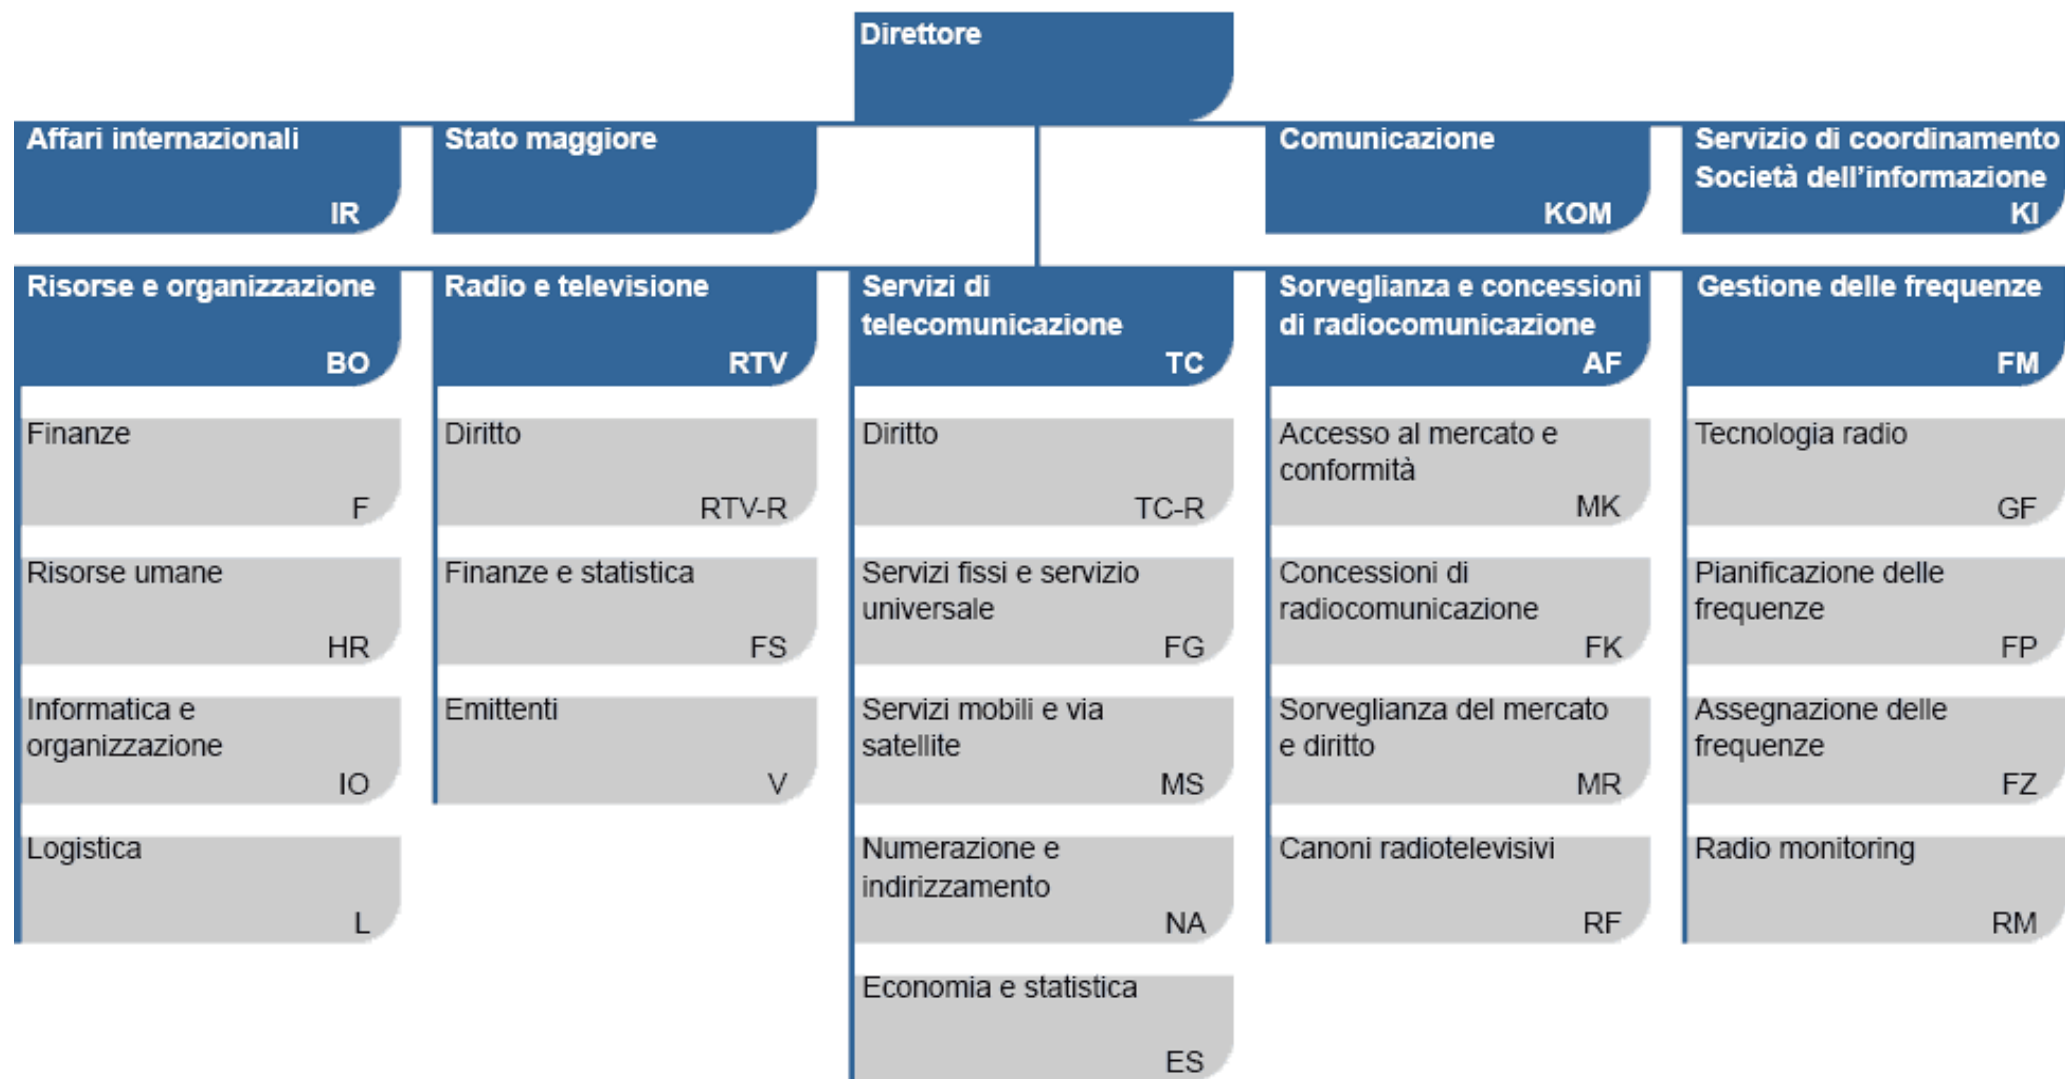 Direttore
Affari internazionali
IR
Stato maggiore
Comunicazione
KOM
Servizio di coordinamento
Società dell'informazione
KI
Risorse e organizzazione
BO
Radio e televisione
RTV
Servizi di
telecomunicazione
TC
Sorveglianza e concessioni
di radiocomunicazione
AF
Gestione delle frequenze
FM
Finanze
F
Risorse umane
HR
Informatica e
organizzazione
IO
Logistica
L
Diritto
RTV-R
Finanze e statistica
FS
Emittenti
V
Diritto
TC-R
Servizi fissi e servizio
universale
FG
Servizi mobili e via
satellite
MS
Numerazione e
indirizzamento
NA
Economia e statistica
ES
Accesso al mercato e
conformità
MK
Concessioni di
radiocomunicazione
FK
Sorveglianza del mercato
e diritto
MR
Canoni radiotelevisivi
RF
Tecnologia radio
GF
Pianificazione delle
frequenze
FP
Assegnazione delle
frequenze
FZ
Radio monitoring
RM